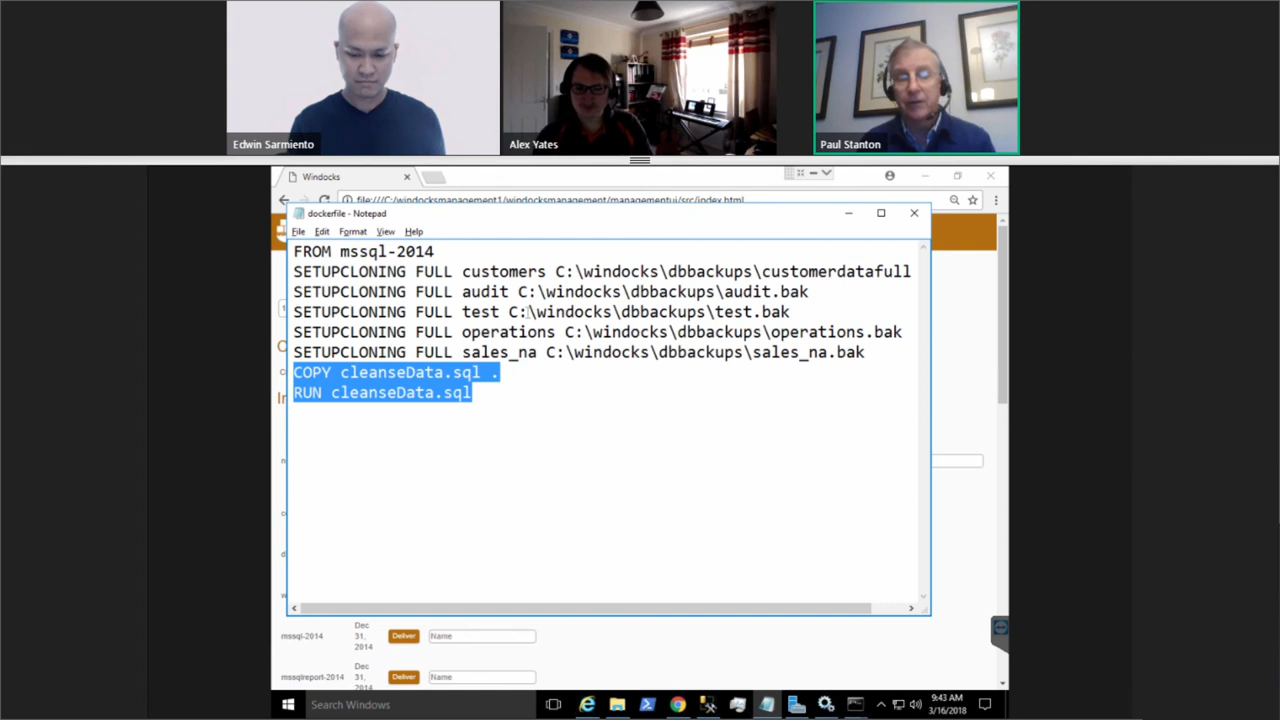 Edwin Sarmiento
Alex Yates
Paul Stanton
Windocks
file:///C:/windocksmanagement1/windocksmanagement/managementui/src/index.html
dockerfile - Notepad
File Edit Format View Help
FROM mssql-2014
SETUPCLONING FULL customers C:\windocks\dbbackups\customerdatafull
SETUPCLONING FULL audit C:\windocks\dbbackups\audit.bak
SETUPCLONING FULL test C:\windocks\dbbackups\test.bak
SETUPCLONING FULL operations C:\windocks\dbbackups\operations.bak
SETUPCLONING FULL sales_na C:\windocks\dbbackups\sales_na.bak
COPY cleanseData.sql .
RUN cleanseData.sql
mssql-2014 Dec 31, 2014 Deliver Name
mssqlreport-2014 Dec 31, 2014 Deliver Name
Search Windows
9:43 AM
3/16/2018